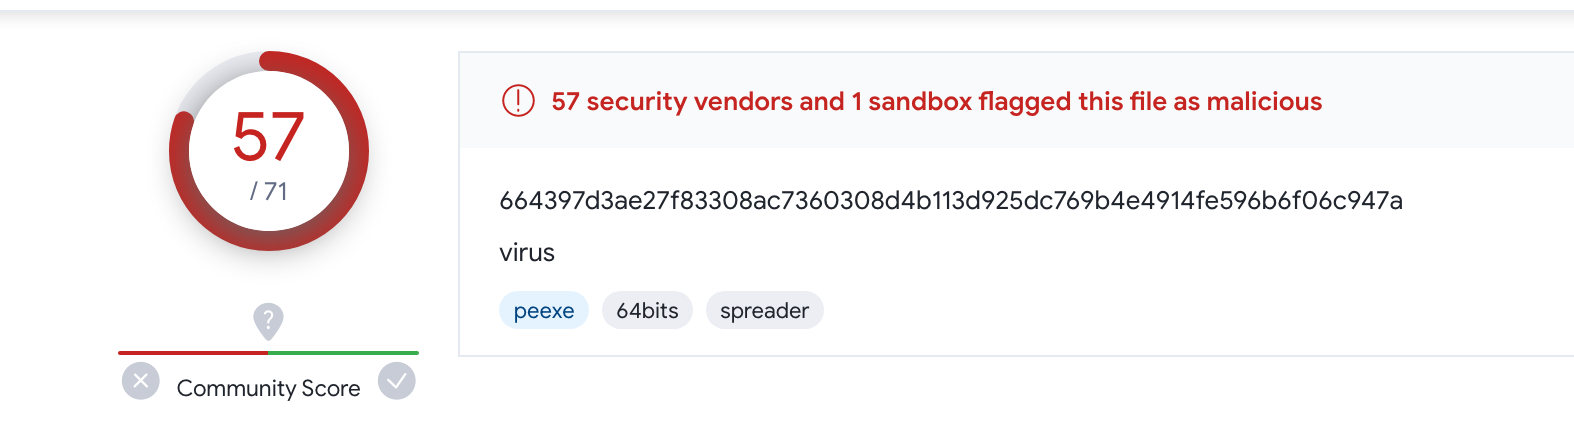 57
/ 71
?
Community Score
57 security vendors and 1 sandbox flagged this file as malicious
664397d3ae27f83308ac7360308d4b113d925dc769b4e4914fe596b6f06c947a
virus
peexe 64bits spreader